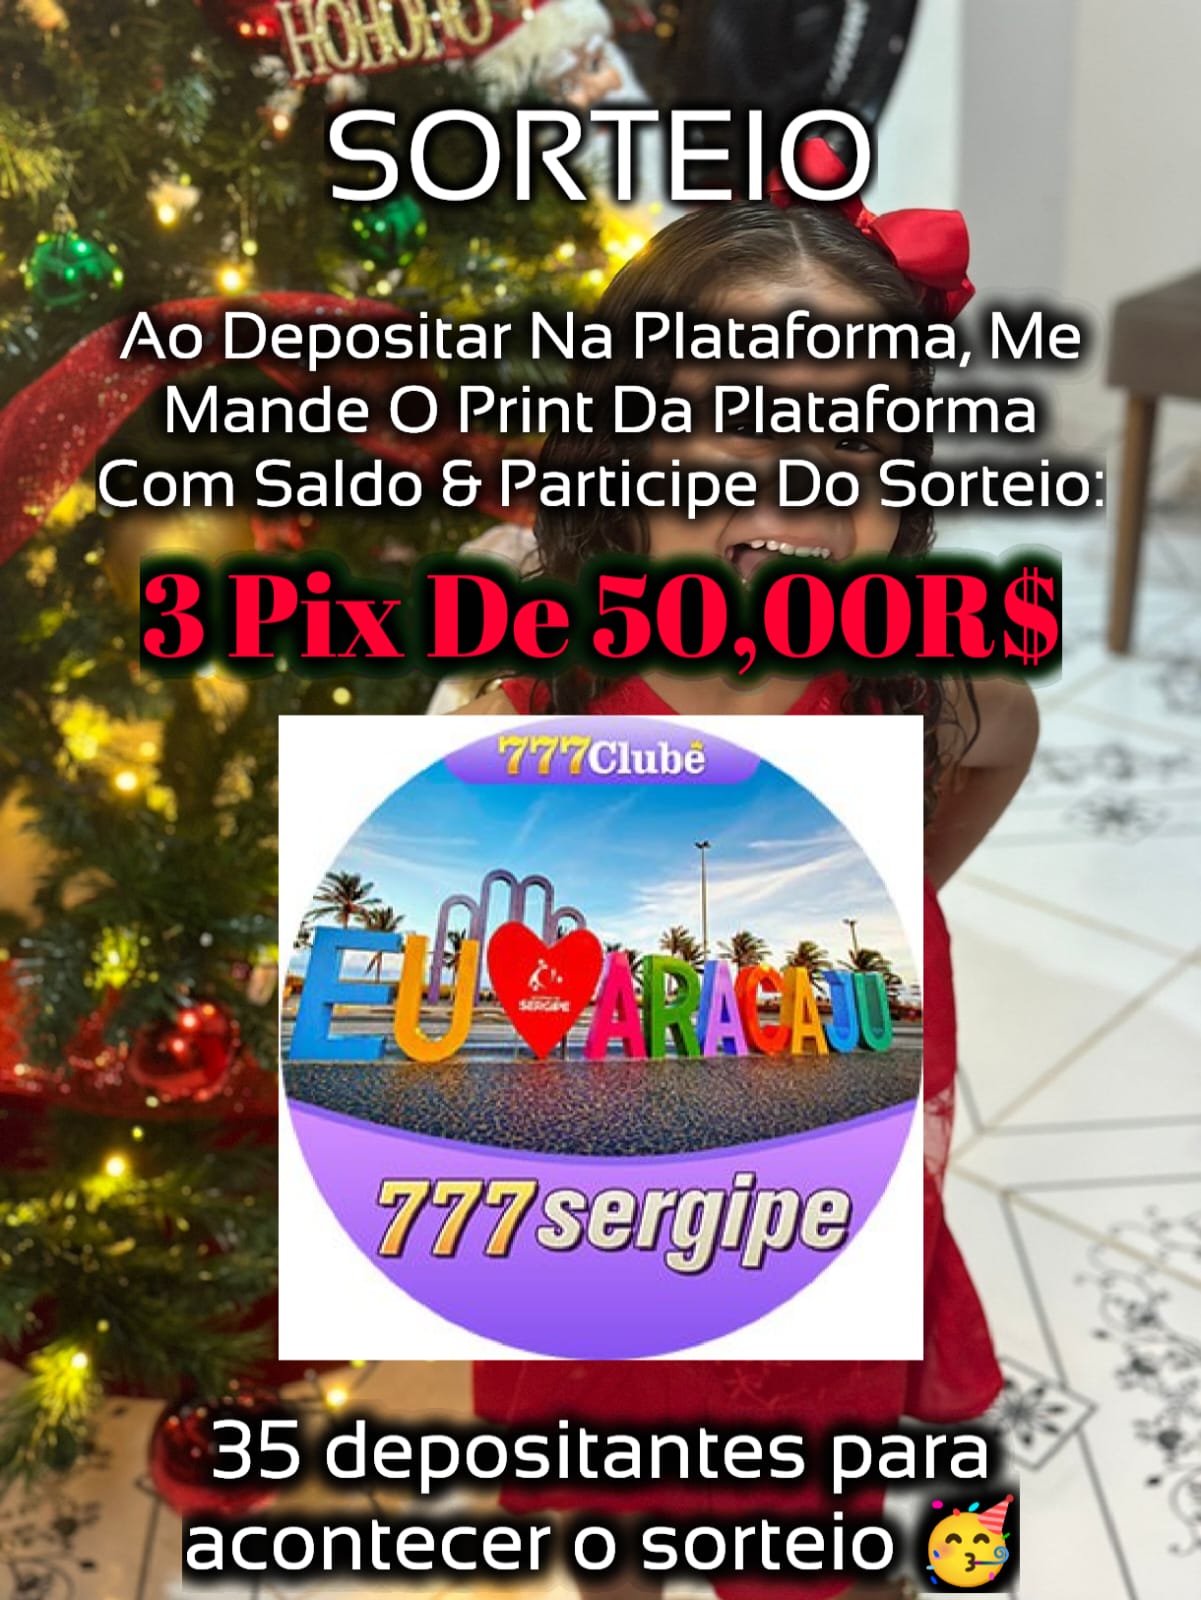 HOHOHO
SORTEIO
Ao Depositar Na Plataforma, Me
Mande O Print Da Plataforma
Com Saldo & Participe Do Sorteio:
3 Pix De 50,00R$
777Clube
EU ARACAJU
SERGIPE
777sergipe
35 depositantes para
acontecer o sorteio 🥳